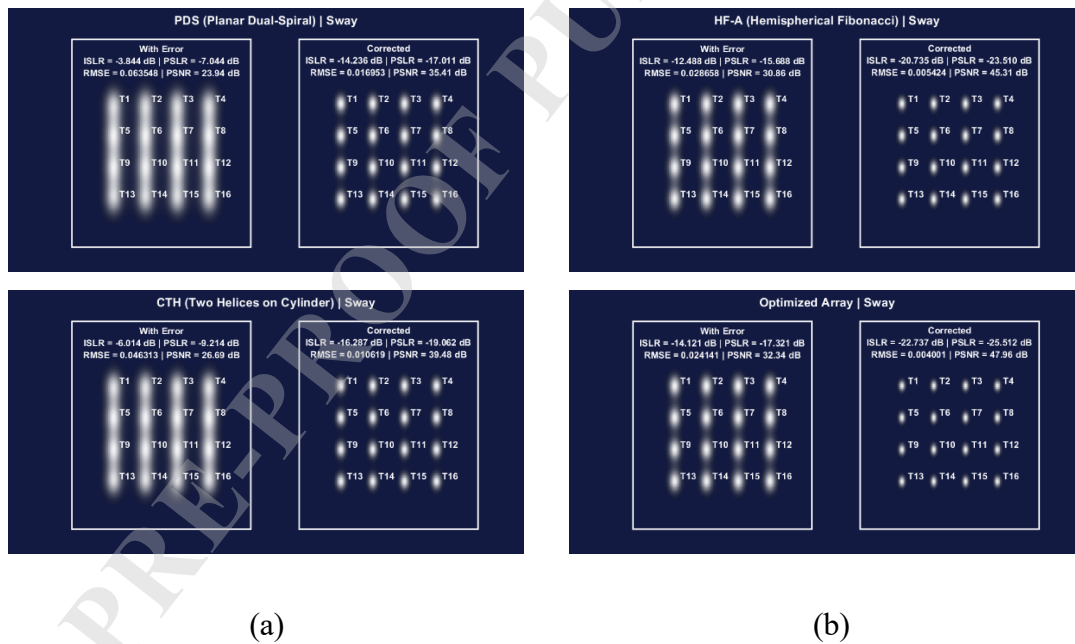 PDS (Planar Dual-Spiral) | Sway
With Error
ISLR = -3.844 dB | PSLR = -7.044 dB
RMSE = 0.063548 | PSNR = 23.94 dB
T1 T2 T3 T4
T5 T6 T7 T8
T9 T10 T11 T12
T13 T14 T15 T16
Corrected
ISLR = -14.236 dB | PSLR = -17.011 dB
RMSE = 0.016953 | PSNR = 35.41 dB
T1 T2 T3 T4
T5 T6 T7 T8
T9 T10 T11 T12
T13 T14 T15 T16
HF-A (Hemispherical Fibonacci) | Sway
With Error
ISLR = -12.488 dB | PSLR = -15.688 dB
RMSE = 0.028658 | PSNR = 30.86 dB
T1 T2 T3 T4
T5 T6 T7 T8
T9 T10 T11 T12
T13 T14 T15 T16
Corrected
ISLR = -20.735 dB | PSLR = -23.510 dB
RMSE = 0.005424 | PSNR = 45.31 dB
T1 T2 T3 T4
T5 T6 T7 T8
T9 T10 T11 T12
T13 T14 T15 T16
CTH (Two Helices on Cylinder) | Sway
With Error
ISLR = -6.014 dB | PSLR = -9.214 dB
RMSE = 0.046313 | PSNR = 26.69 dB
T1 T2 T3 T4
T5 T6 T7 T8
T9 T10 T11 T12
T13 T14 T15 T16
Corrected
ISLR = -16.287 dB | PSLR = -19.062 dB
RMSE = 0.010619 | PSNR = 39.48 dB
T1 T2 T3 T4
T5 T6 T7 T8
T9 T10 T11 T12
T13 T14 T15 T16
Optimized Array | Sway
With Error
ISLR = -14.121 dB | PSLR = -17.321 dB
RMSE = 0.024141 | PSNR = 32.34 dB
T1 T2 T3 T4
T5 T6 T7 T8
T9 T10 T11 T12
T13 T14 T15 T16
Corrected
ISLR = -22.737 dB | PSLR = -25.512 dB
RMSE = 0.004001 | PSNR = 47.96 dB
T1 T2 T3 T4
T5 T6 T7 T8
T9 T10 T11 T12
T13 T14 T15 T16
(a) (b)
PRE-PROOF